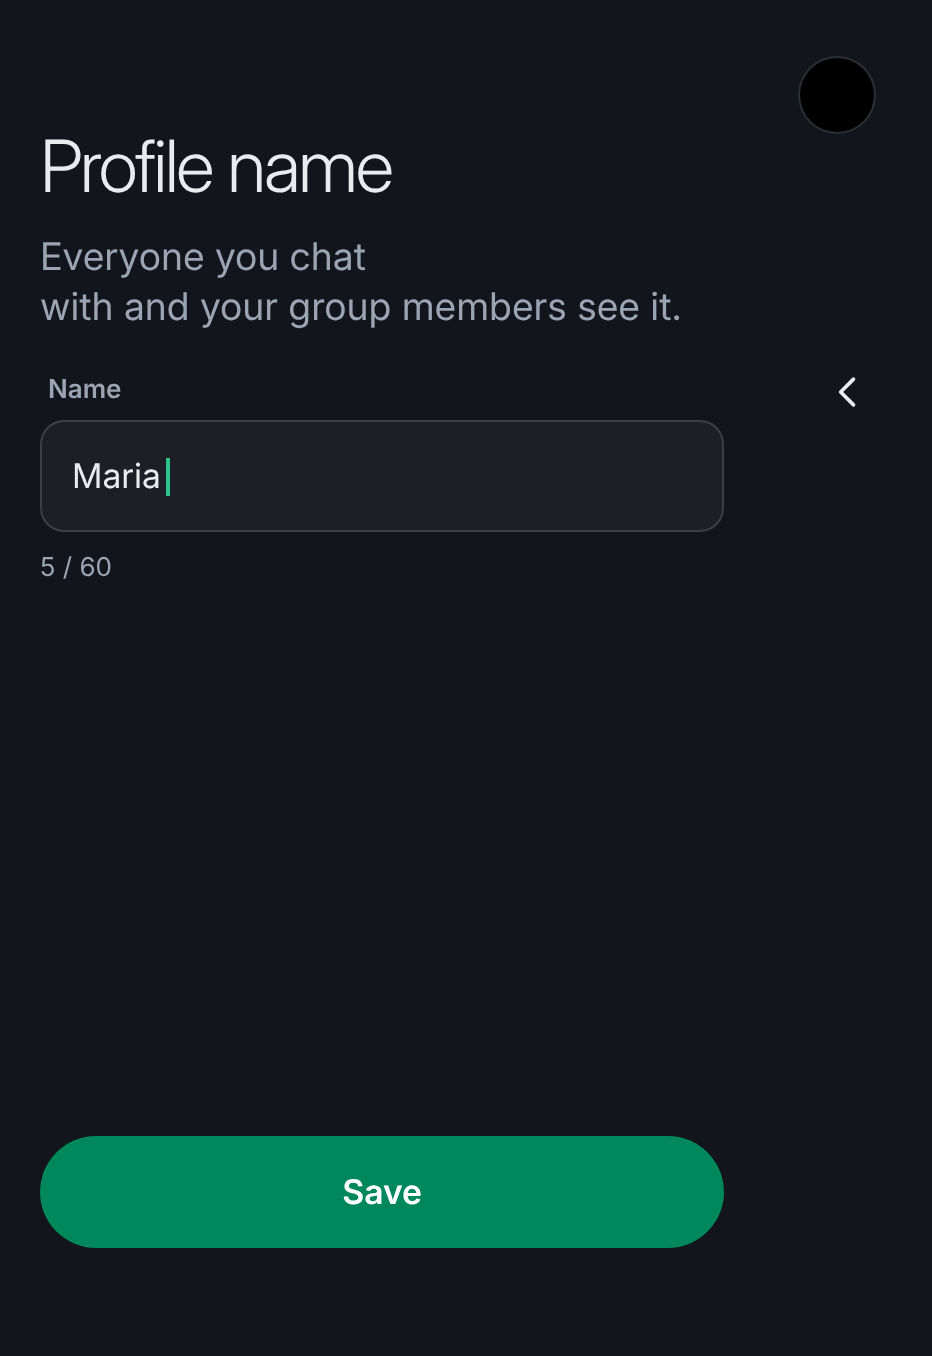 Profile name
Everyone you chat
with and your group members see it.
Name
Maria
5 / 60
Save